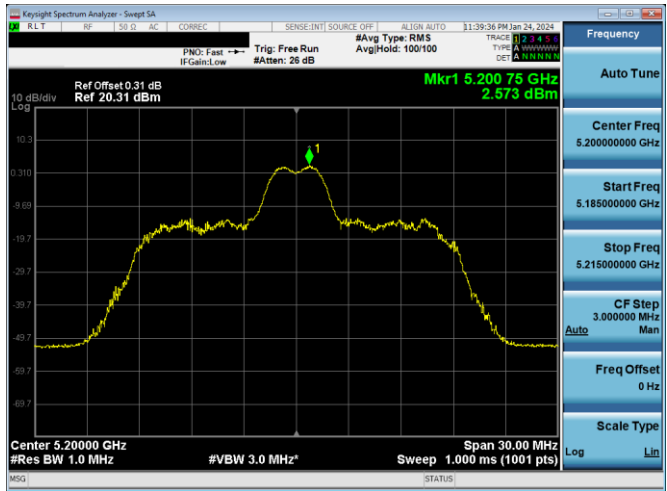 Keysight Spectrum Analyzer - Swept SA
RLT RF 50 Ω AC CORREC SENSE:INT SOURCE OFF ALIGN AUTO 11:39:36 PM Jan 24, 2024
PNO: Fast IFGain:Low
Trig: Free Run
#Atten: 26 dB
#Avg Type: RMS
Avg|Hold: 100/100
TRACE 1 2 3 4 5 6
TYPE A WWWWW
DET A N N N N N
Mkr1 5.200 75 GHz
2.573 dBm
Ref Offset 0.31 dB
10 dB/div Ref 20.31 dBm
Log
10.3
0.310
-9.69
-19.7
-29.7
-39.7
-49.7
-59.7
-69.7
1
Center 5.20000 GHz
#Res BW 1.0 MHz
#VBW 3.0 MHz*
Span 30.00 MHz
Sweep 1.000 ms (1001 pts)
MSG
STATUS
Frequency
Auto Tune
Center Freq
5.200000000 GHz
Start Freq
5.185000000 GHz
Stop Freq
5.215000000 GHz
CF Step
3.000000 MHz
Auto Man
Freq Offset
0 Hz
Scale Type
Log Lin